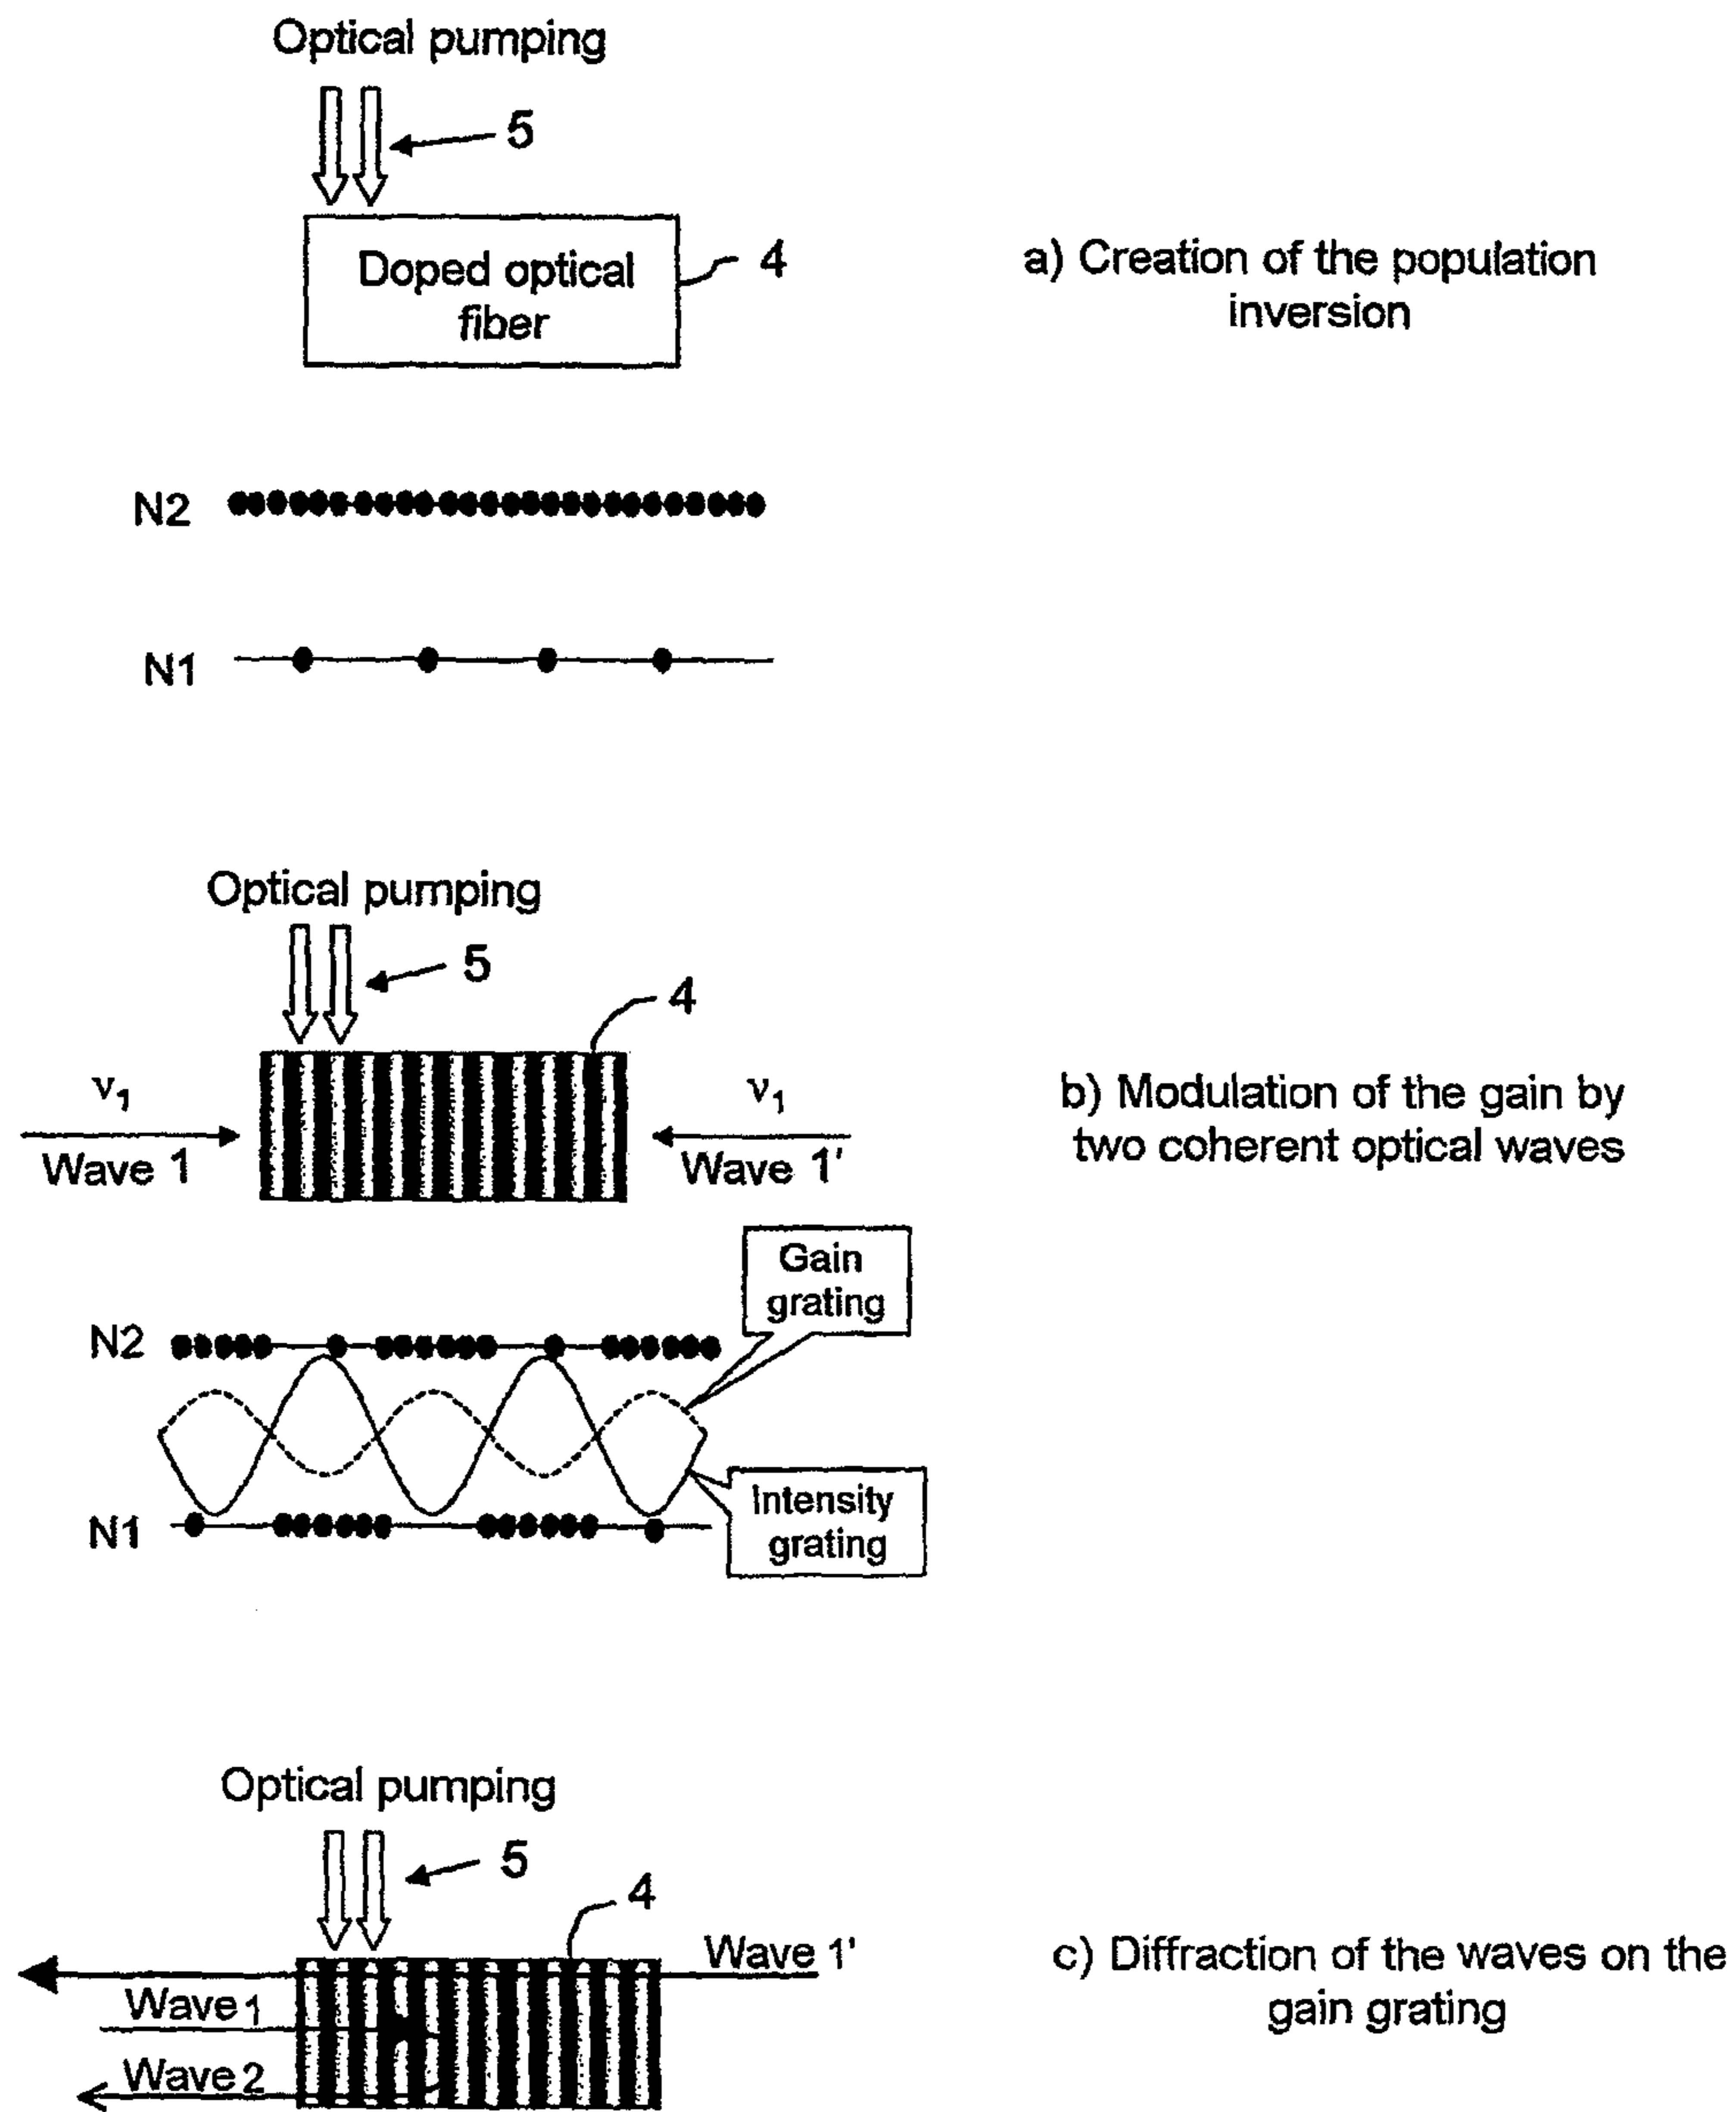 Optical pumping
5
Doped optical
fiber
4
a) Creation of the population
inversion
N2
N1
Optical pumping
5
4
ν1
Wave 1
ν1
Wave 1'
b) Modulation of the gain by
two coherent optical waves
Gain
grating
N2
Intensity
grating
N1
Optical pumping
5
4
Wave 1'
Wave 1
Wave 2
c) Diffraction of the waves on the
gain grating